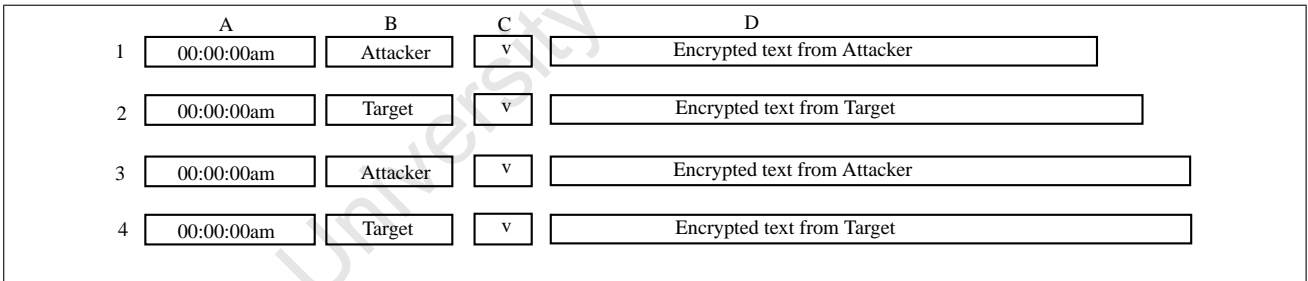 A B C D
1 00:00:00am Attacker v Encrypted text from Attacker
2 00:00:00am Target v Encrypted text from Target
3 00:00:00am Attacker v Encrypted text from Attacker
4 00:00:00am Target v Encrypted text from Target
University